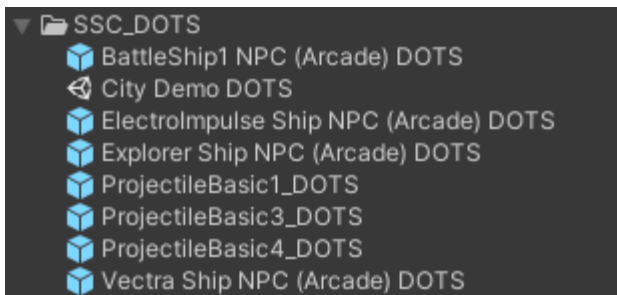 SSC_DOTS
BattleShip1 NPC (Arcade) DOTS
City Demo DOTS
ElectroImpulse Ship NPC (Arcade) DOTS
Explorer Ship NPC (Arcade) DOTS
ProjectileBasic1_DOTS
ProjectileBasic3_DOTS
ProjectileBasic4_DOTS
Vectra Ship NPC (Arcade) DOTS